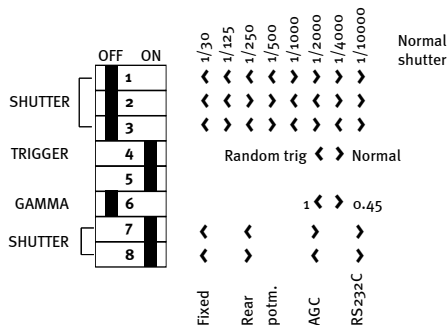 OFF ON
1/30 1/125 1/250 1/500 1/1000 1/2000 1/4000 1/10000
Normal
shutter
SHUTTER
1
2
3
TRIGGER 4 Random trig Normal
5
GAMMA 6 1 0.45
SHUTTER
7
8
Fixed
Rear
potm.
AGC
RS232C